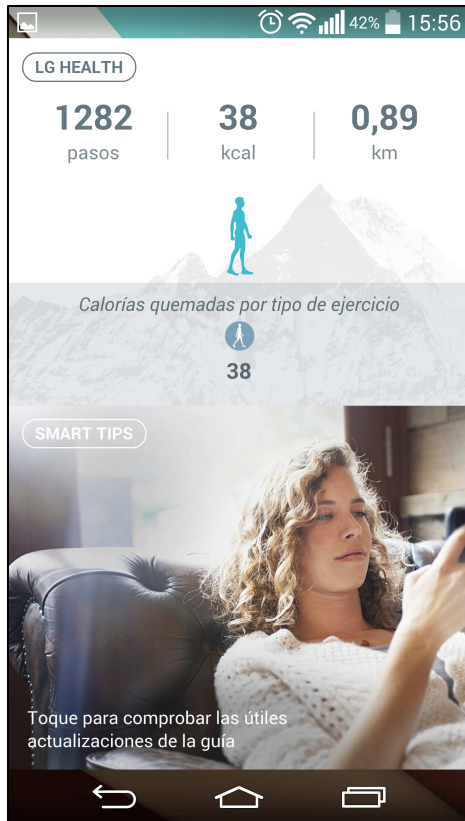 42% 15:56
LG HEALTH
1282 38 0,89
pasos kcal km
Calorías quemadas por tipo de ejercicio
38
SMART TIPS
Toque para comprobar las útiles
actualizaciones de la guía